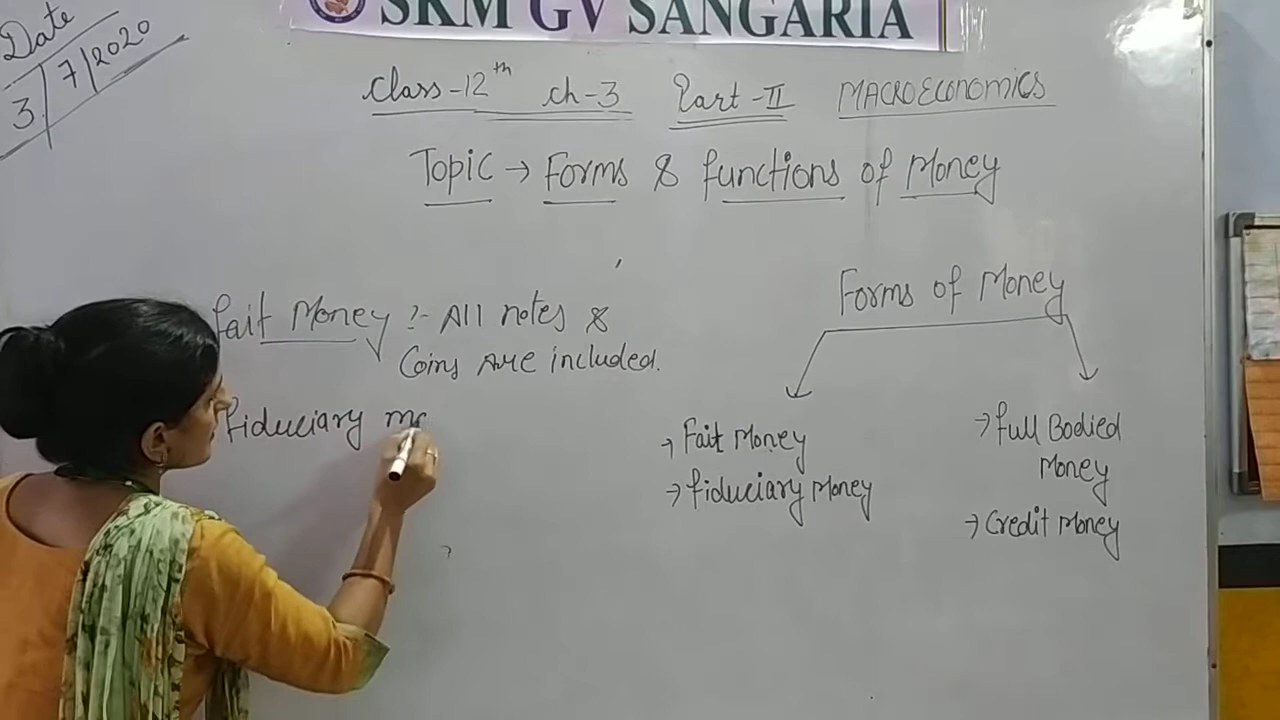 SKM GV SANGARIA
Date
3/7/2020
Class-12th ch-3 Part-II MACROECONOMICS
Topic → Forms & functions of Money
Fait Money :- All notes &
Coins Are included.
fiduciary mo
Forms of Money
→ Fait Money
→ fiduciary Money
→ full Bodied
Money
→ Credit Money